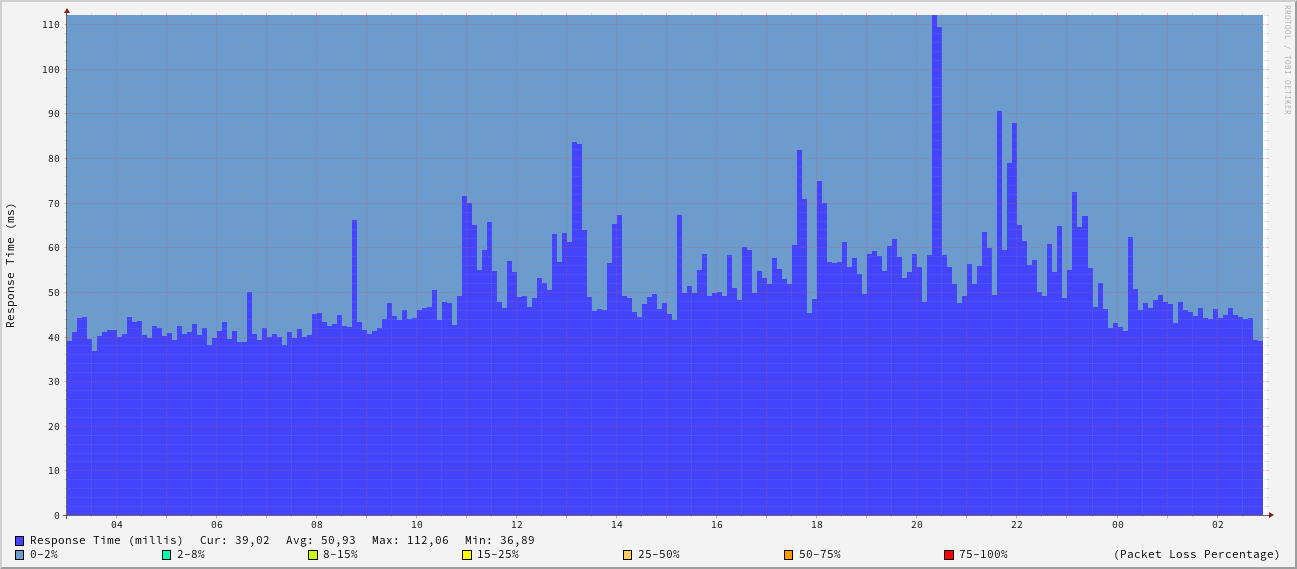 RRDTOOL / TOBI OETIKER
Response Time (ms)
110
100
90
80
70
60
50
40
30
20
10
0
04 06 08 10 12 14 16 18 20 22 00 02
Response Time (millis) Cur: 39,02 Avg: 50,93 Max: 112,06 Min: 36,89
0-2% 2-8% 8-15% 15-25% 25-50% 50-75% 75-100% (Packet Loss Percentage)